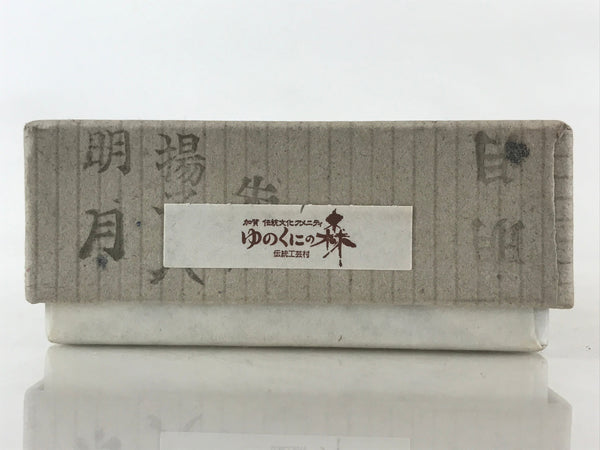 加賀 伝統文化アメニティ
ゆのくにの森
伝統工芸村
明月
場